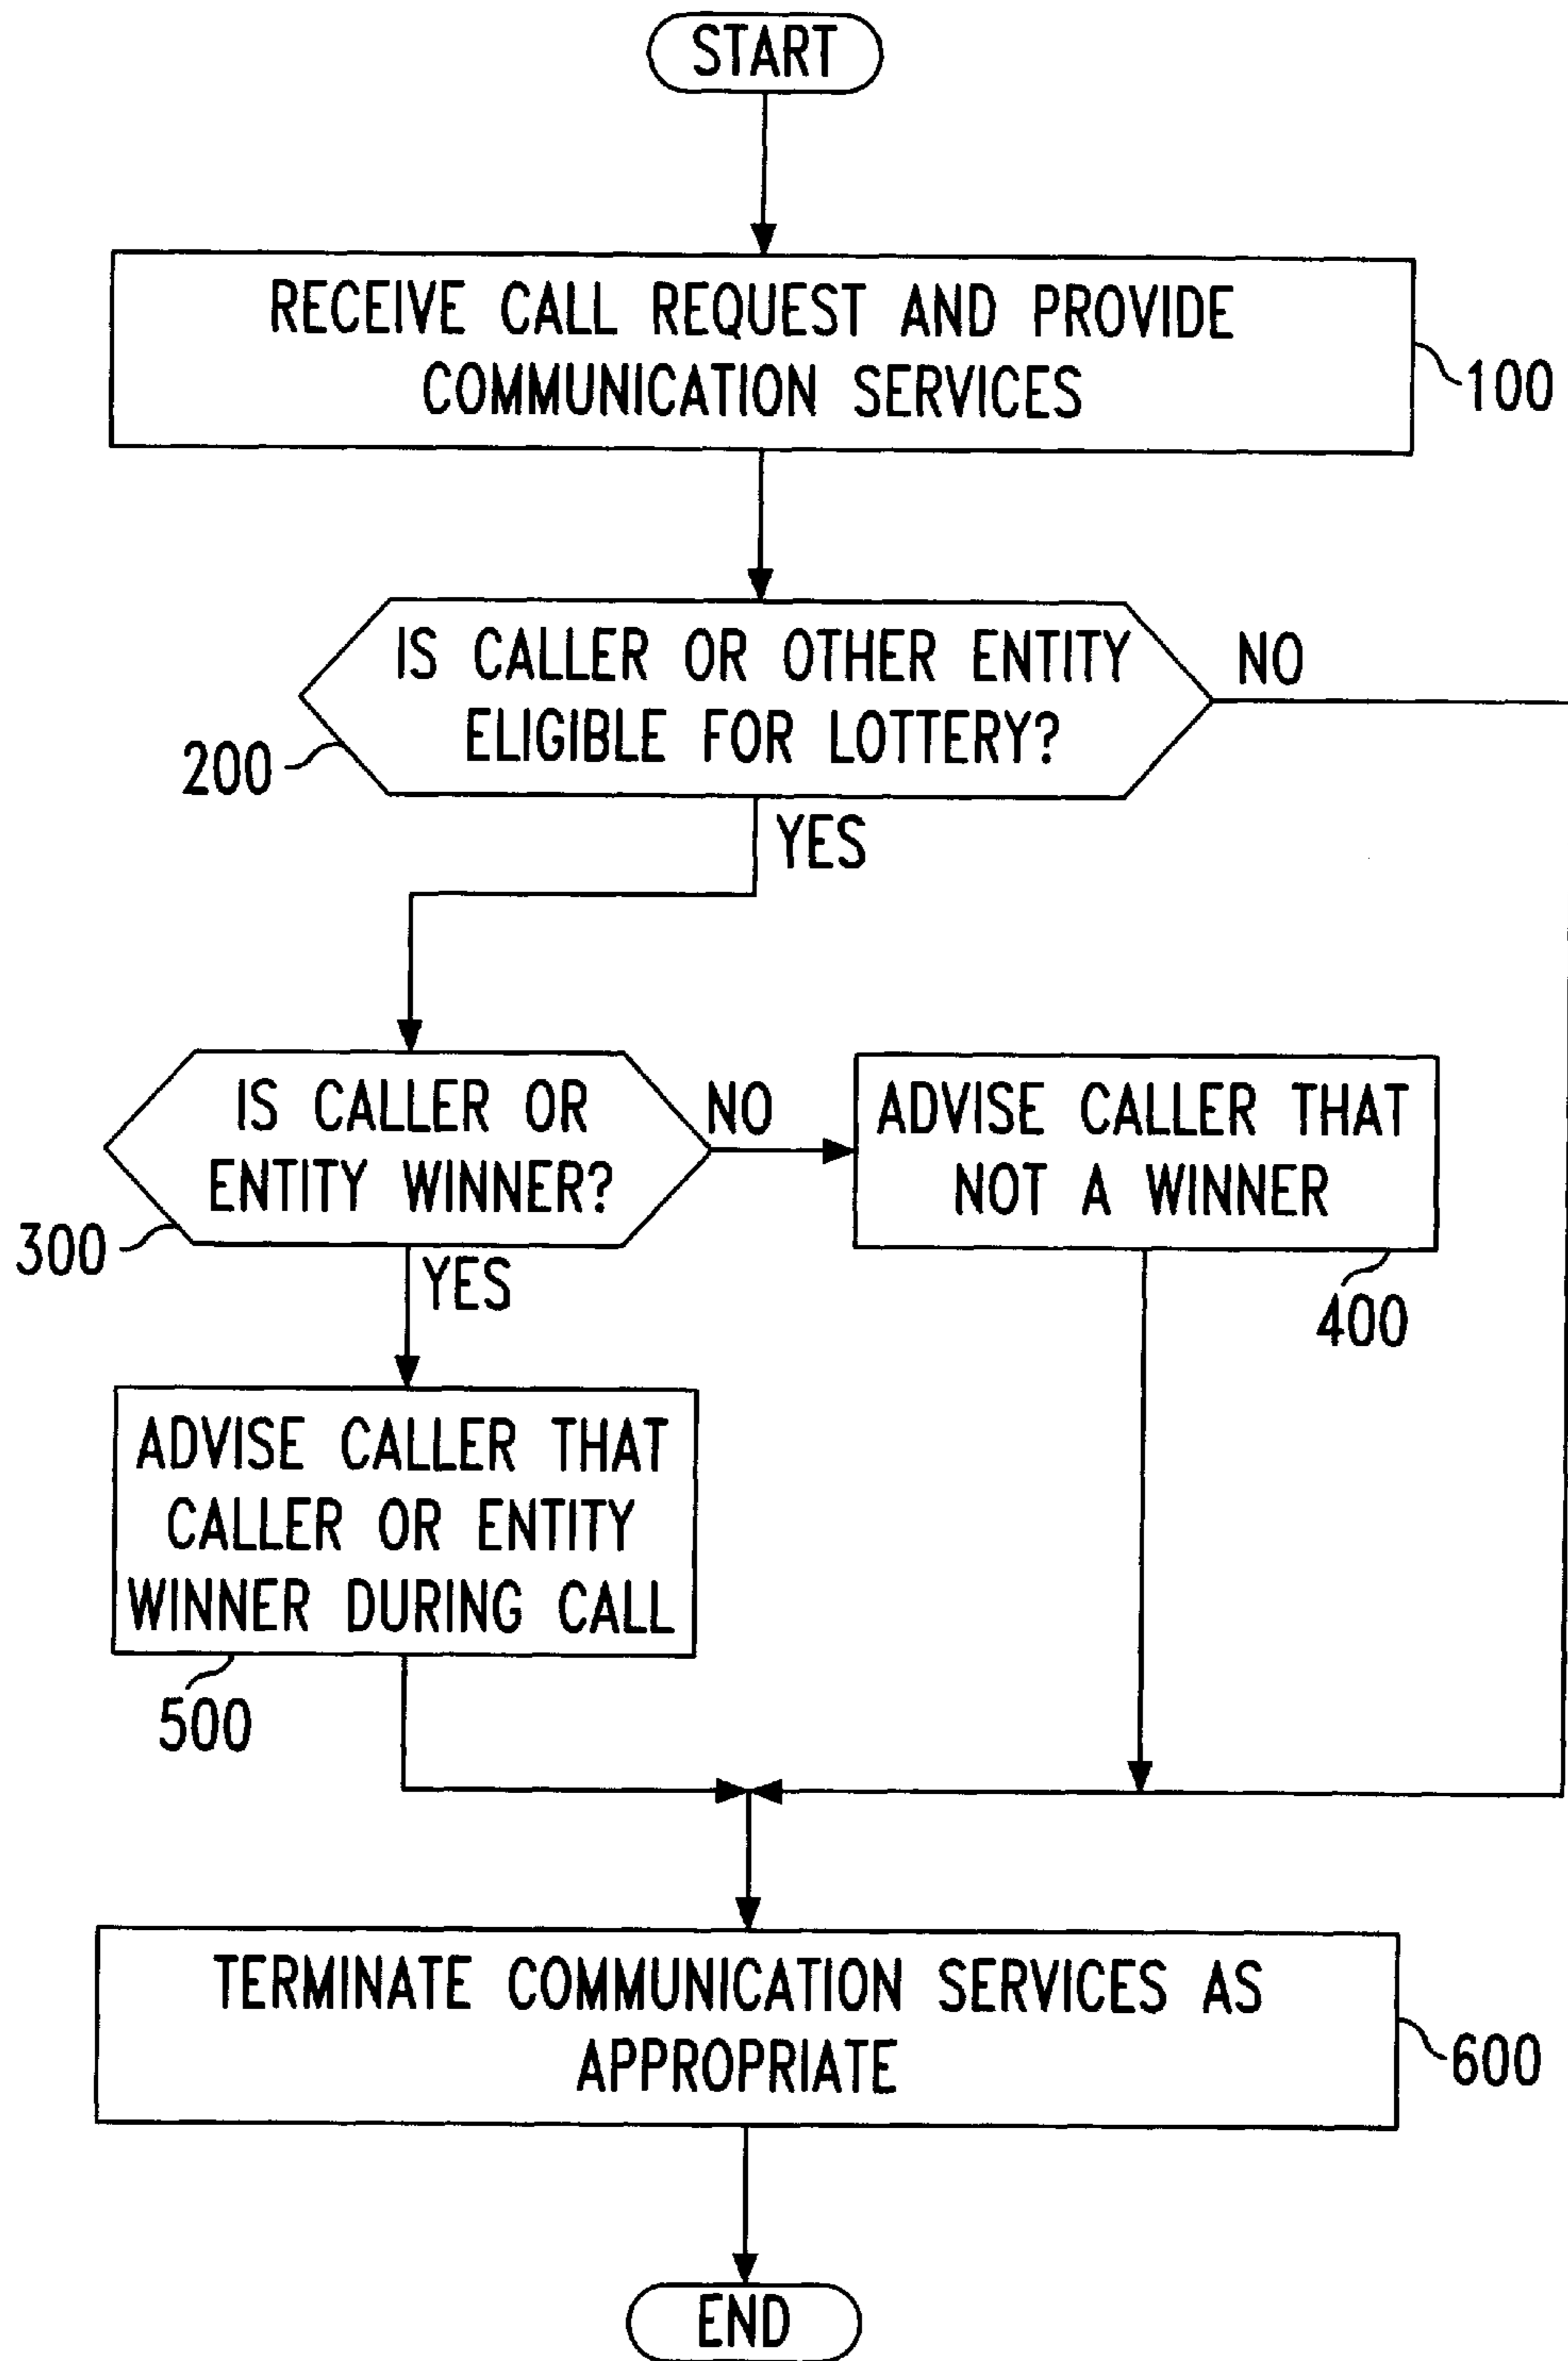 START
RECEIVE CALL REQUEST AND PROVIDE
COMMUNICATION SERVICES
100
IS CALLER OR OTHER ENTITY
ELIGIBLE FOR LOTTERY?
NO
200
YES
IS CALLER OR
ENTITY WINNER?
NO
300
YES
ADVISE CALLER THAT
NOT A WINNER
400
ADVISE CALLER THAT
CALLER OR ENTITY
WINNER DURING CALL
500
TERMINATE COMMUNICATION SERVICES AS
APPROPRIATE
600
END